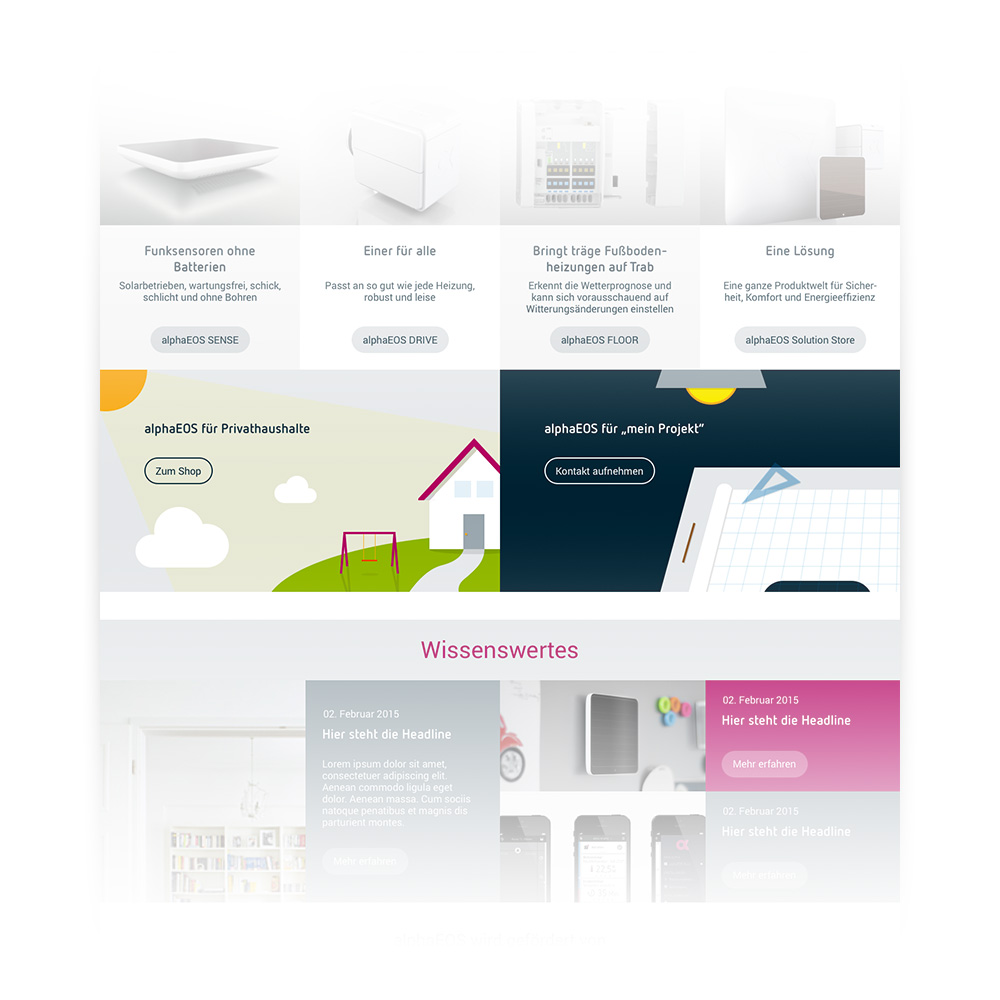 Funksensoren ohne
Batterien
Solarbetrieben, wartungsfrei, schick,
schlicht und ohne Bohren
alphaEOS SENSE
Einer für alle
Passt an so gut wie jede Heizung,
robust und leise
alphaEOS DRIVE
Bringt träge Fußboden-
heizungen auf Trab
Erkennt die Wetterprognose und
kann sich vorausschauend auf
Witterungsänderungen einstellen
alphaEOS FLOOR
Eine Lösung
Eine ganze Produktwelt für Sicher-
heit, Komfort und Energieeffizienz
alphaEOS Solution Store
alphaEOS für Privathaushalte
Zum Shop
alphaEOS für „mein Projekt“
Kontakt aufnehmen
Wissenswertes
02. Februar 2015
Hier steht die Headline
Lorem ipsum dolor sit amet,
consectetuer adipiscing elit.
Aenean commodo ligula eget
dolor. Aenean massa. Cum sociis
natoque penatibus et magnis dis
parturient montes.
Mehr erfahren
02. Februar 2015
Hier steht die Headline
Mehr erfahren
02. Februar 2015
Hier steht die Headline
Mehr erfahren